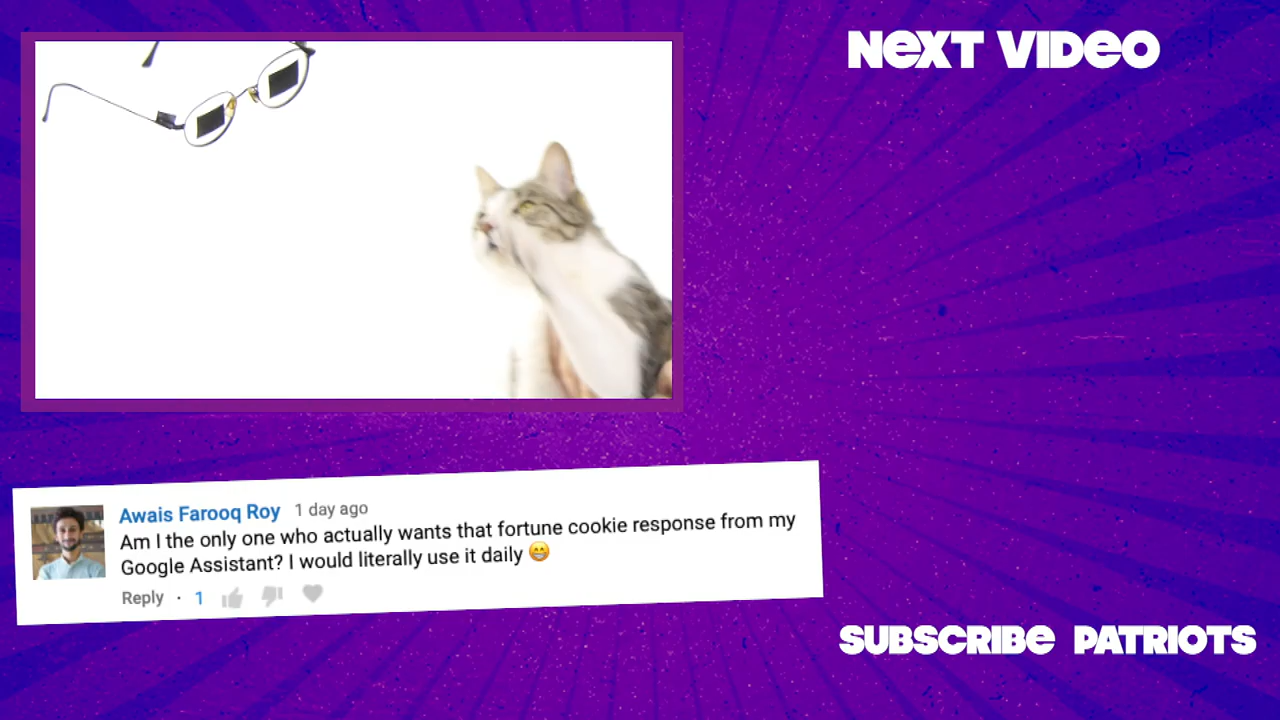 NEXT VIDEO
Awais Farooq Roy 1 day ago
Am I the only one who actually wants that fortune cookie response from my
Google Assistant? I would literally use it daily 😁
Reply · 1
SUBSCRIBE PATRIOTS